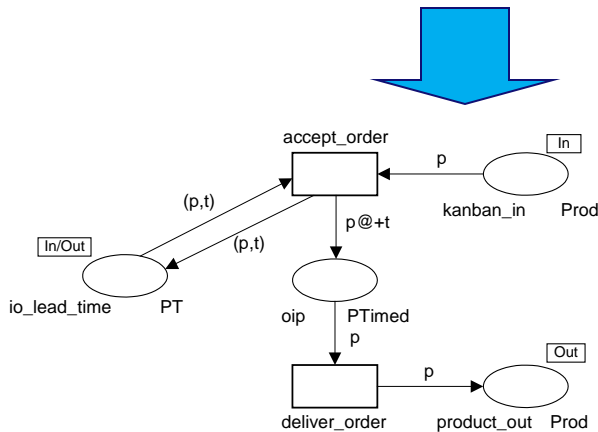 accept_order
In
p
(p,t)
kanban_in Prod
p@+t
In/Out
(p,t)
io_lead_time PT
oip PTimed
p
Out
p
deliver_order
product_out Prod